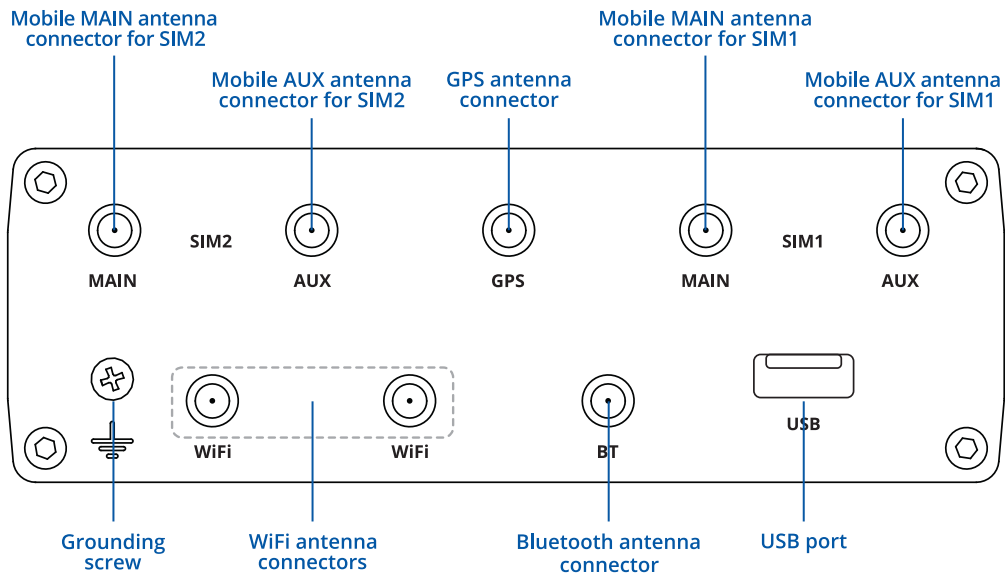 Mobile MAIN antenna
connector for SIM2
Mobile MAIN antenna
connector for SIM1
Mobile AUX antenna
connector for SIM2
GPS antenna
connector
Mobile AUX antenna
connector for SIM1
SIM2
SIM1
MAIN
AUX
GPS
MAIN
AUX
USB
WiFi
WiFi
BT
Grounding
screw
WiFi antenna
connectors
Bluetooth antenna
connector
USB port